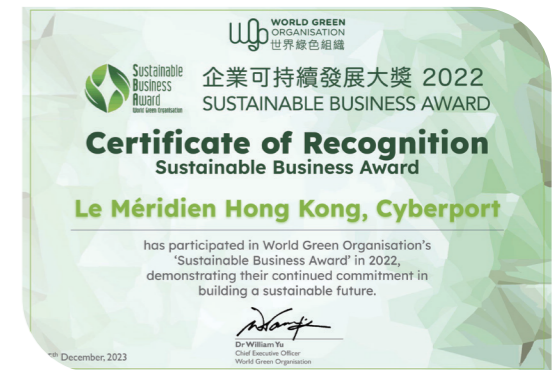 WORLD GREEN
ORGANISATION
世界綠色組織
Sustainable
Business
Award
World Green Organisation
企業可持續發展大獎 2022
SUSTAINABLE BUSINESS AWARD
Certificate of Recognition
Sustainable Business Award
Le Méridien Hong Kong, Cyberport
has participated in World Green Organisation's
'Sustainable Business Award' in 2022,
demonstrating their continued commitment in
building a sustainable future.
Dr William Yu
Chief Executive Officer
World Green Organisation
December, 2023